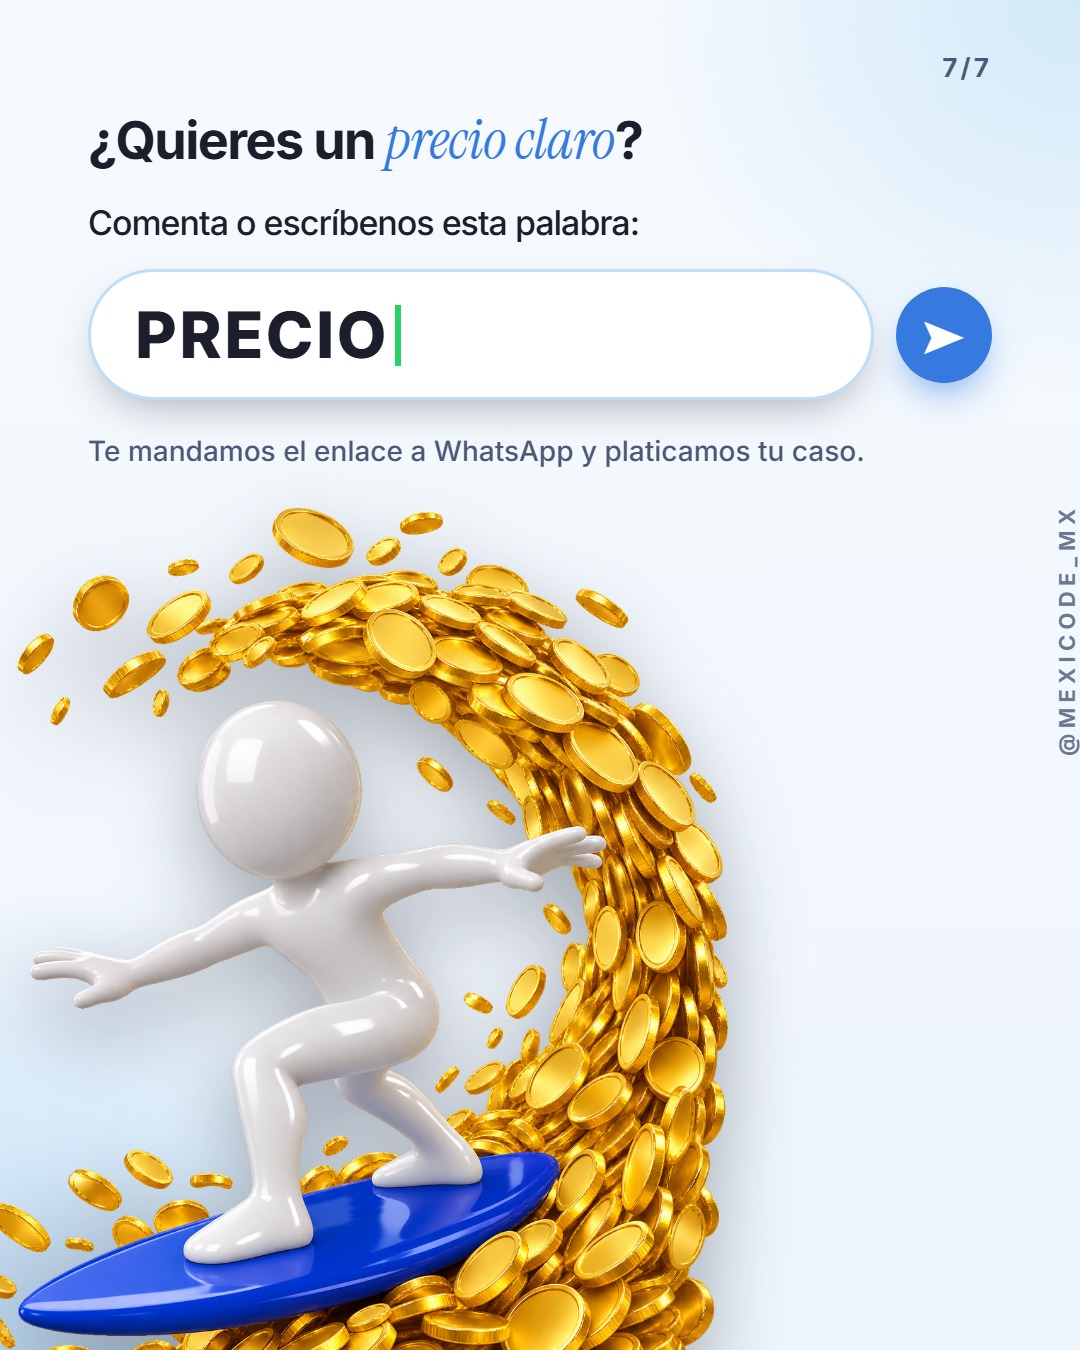 7/7
¿Quieres un precio claro?
Comenta o escríbenos esta palabra:
PRECIO
Te mandamos el enlace a WhatsApp y platicamos tu caso.
@MEXICODE_MX